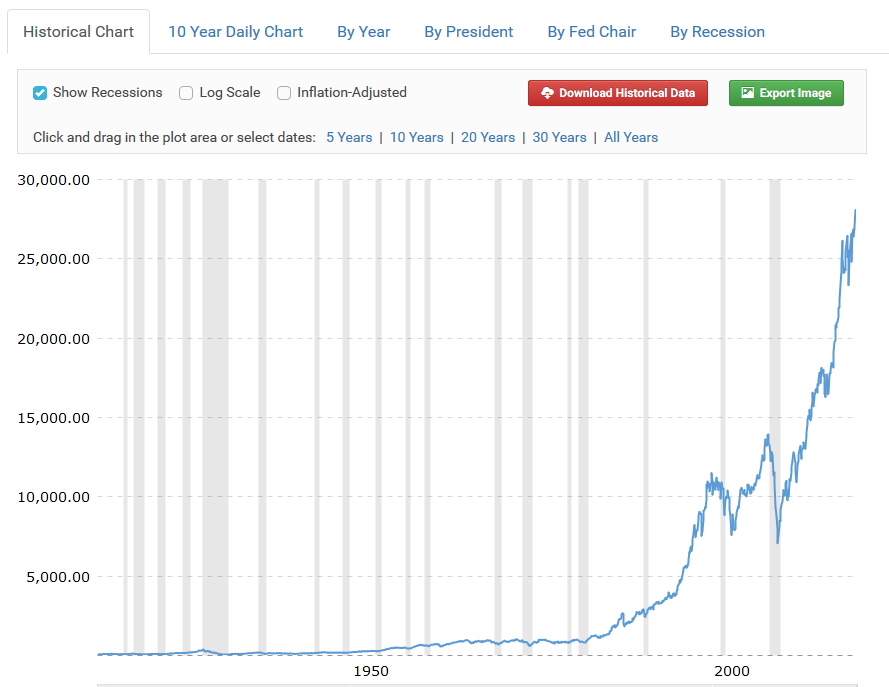 Historical Chart 10 Year Daily Chart By Year By President By Fed Chair By Recession
Show Recessions Log Scale Inflation-Adjusted Download Historical Data Export Image
Click and drag in the plot area or select dates: 5 Years | 10 Years | 20 Years | 30 Years | All Years
30,000.00
25,000.00
20,000.00
15,000.00
10,000.00
5,000.00
1950 2000